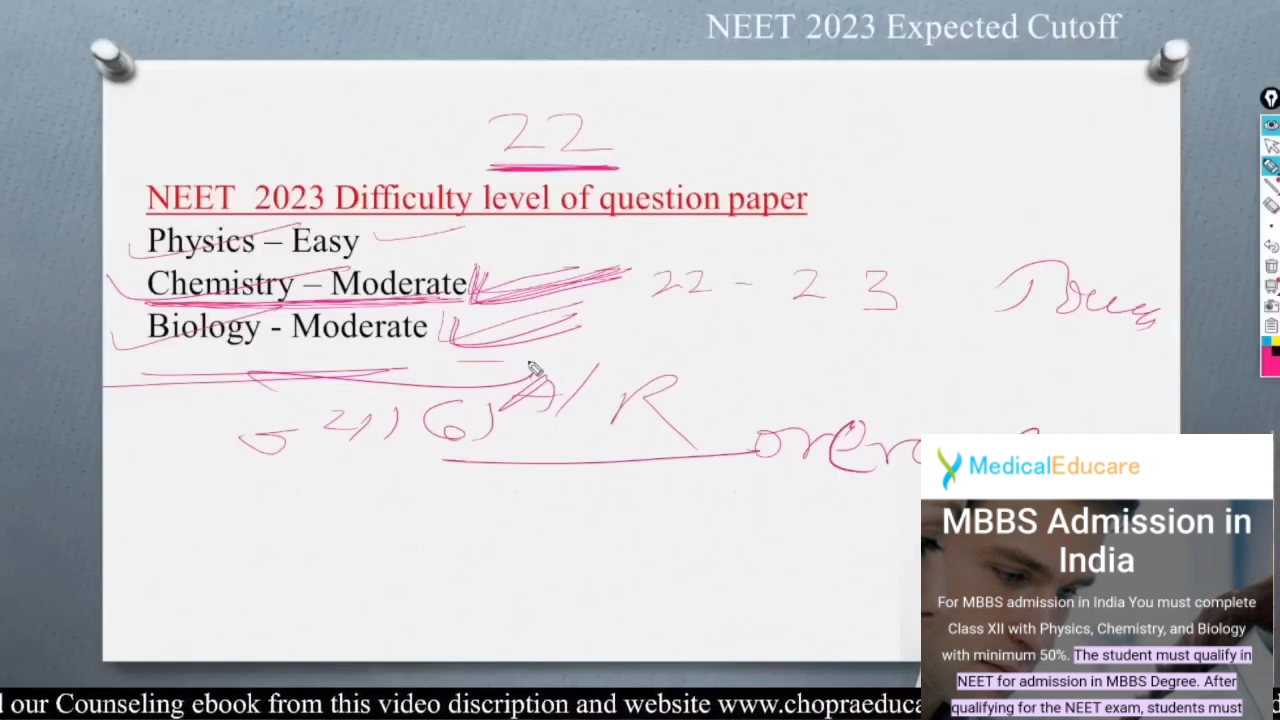 NEET 2023 Expected Cutoff
22
NEET 2023 Difficulty level of question paper
Physics – Easy
Chemistry – Moderate
22 - 23
Biology - Moderate
A/R
MedicalEducare
MBBS Admission in
India
For MBBS admission in India You must complete
Class XII with Physics, Chemistry, and Biology
with minimum 50%. The student must qualify in
NEET for admission in MBBS Degree. After
qualifying for the NEET exam, students must
our Counseling ebook from this video discription and website www.chopraeduca